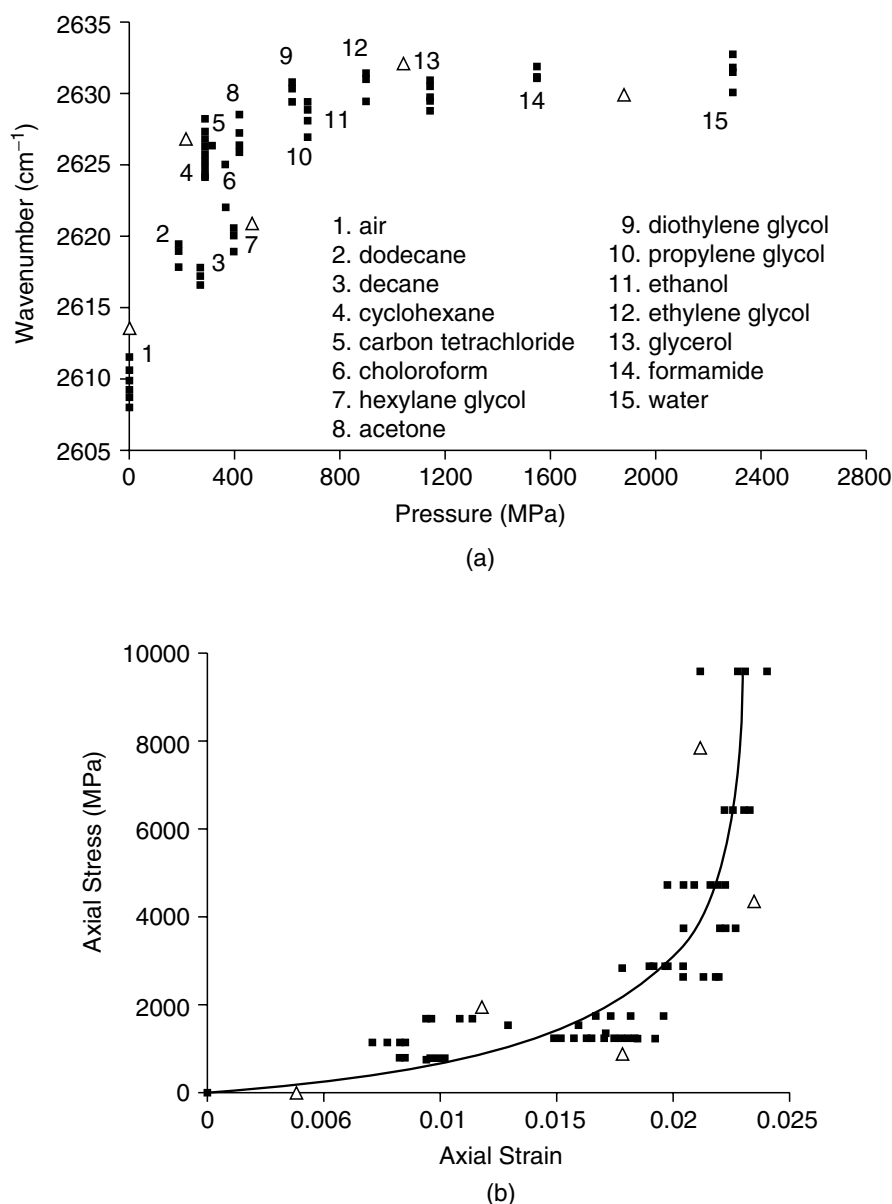 2635
2630
2625
2620
2615
2610
2605
Wavenumber (cm⁻¹)
1
2
3
4
5
6
7
8
9
10
11
12
13
14
15
1. air
2. dodecane
3. decane
4. cyclohexane
5. carbon tetrachloride
6. choloroform
7. hexylane glycol
8. acetone
9. diothylene glycol
10. propylene glycol
11. ethanol
12. ethylene glycol
13. glycerol
14. formamide
15. water
0 400 800 1200 1600 2000 2400 2800
Pressure (MPa)
(a)
10000
8000
6000
4000
2000
0
Axial Stress (MPa)
0 0.006 0.01 0.015 0.02 0.025
Axial Strain
(b)